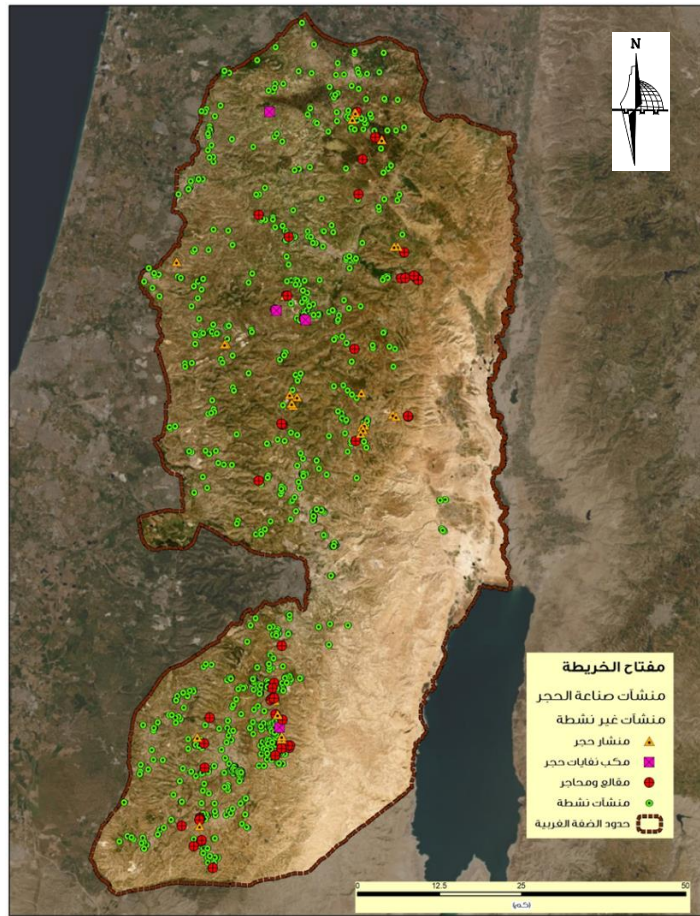 N
مفتاح الخريطة
منشآت صناعة الحجر
منشآت غير نشطة
منشار حجر
مكب نفايات حجر
مقالع ومحاجر
منشآت نشطة
حدود الضفة الغربية
0 12.5 25 50
(كم)